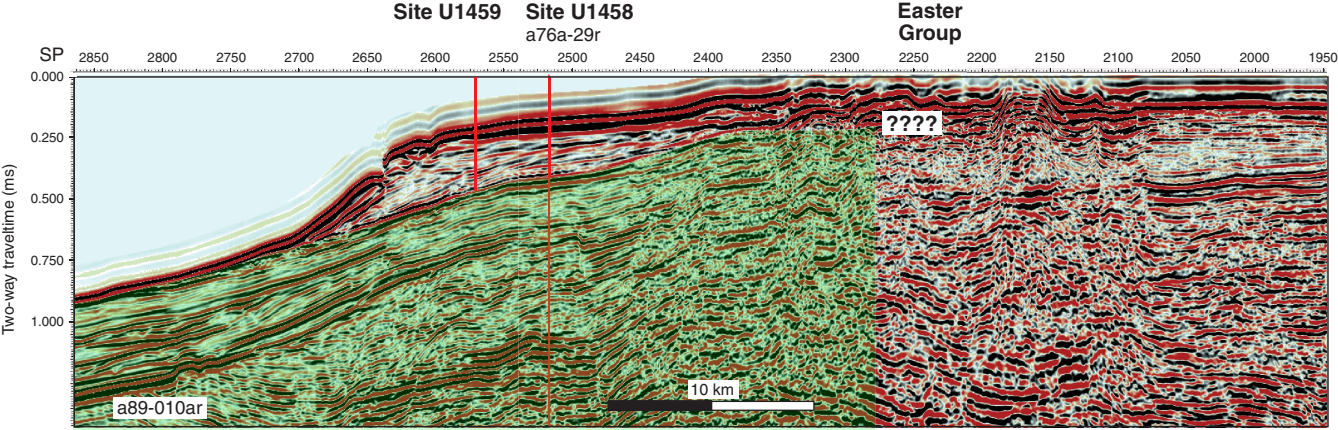 Site U1459 Site U1458 Easter
a76a-29r Group
SP 2850 2800 2750 2700 2650 2600 2550 2500 2450 2400 2350 2300 2250 2200 2150 2100 2050 2000 1950
0.000
0.250
????
0.500
0.750
1.000
Two-way traveltime (ms)
10 km
a89-010ar